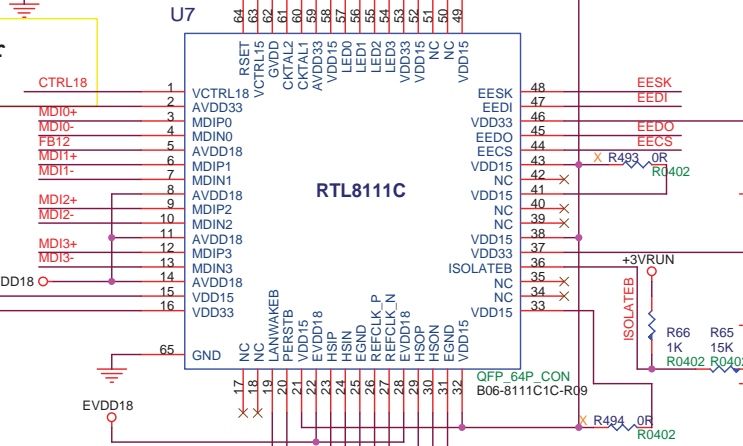 U7
64 63 62 61 60 59 58 57 56 55 54 53 52 51 50 49
RSET VCTRL15 GVDD CKTAL2 CKTAL1 AVDD33 VDD15 LED0 LED1 LED2 LED3 VDD33 VDD15 NC NC VDD15
CTRL18 1 VCTRL18
2 AVDD33
MDI0+ 3 MDIP0
MDI0- 4 MDIN0
FB12 5 AVDD18
MDI1+ 6 MDIP1
MDI1- 7 MDIN1
8 AVDD18
MDI2+ 9 MDIP2
MDI2- 10 MDIN2
11 AVDD18
MDI3+ 12 MDIP3
MDI3- 13 MDIN3
DD18 14 AVDD18
15 VDD15
16 VDD33
65 GND
RTL8111C
EESK 48 EESK
EEDI 47 EEDI
VDD33 46
EEDO 45 EEDO
EECS 44 EECS
VDD15 43 X R493 0R
R0402
NC 42
VDD15 41
NC 40
NC 39
VDD15 38
VDD33 37
ISOLATEB 36
NC 35
NC 34
VDD15 33
+3VRUN
ISOLATEB
R66
1K
R0402
R65
15K
R0402
NC NC LANWAKEB PERSTB VDD15 EVDD18 HSIP HSIN EGND REFCLK_P REFCLK_N EVDD18 HSOP HSON EGND VDD15
17 18 19 20 21 22 23 24 25 26 27 28 29 30 31 32
QFP_64P_CON
B06-8111C1C-R09
EVDD18
X R494 0R
R0402